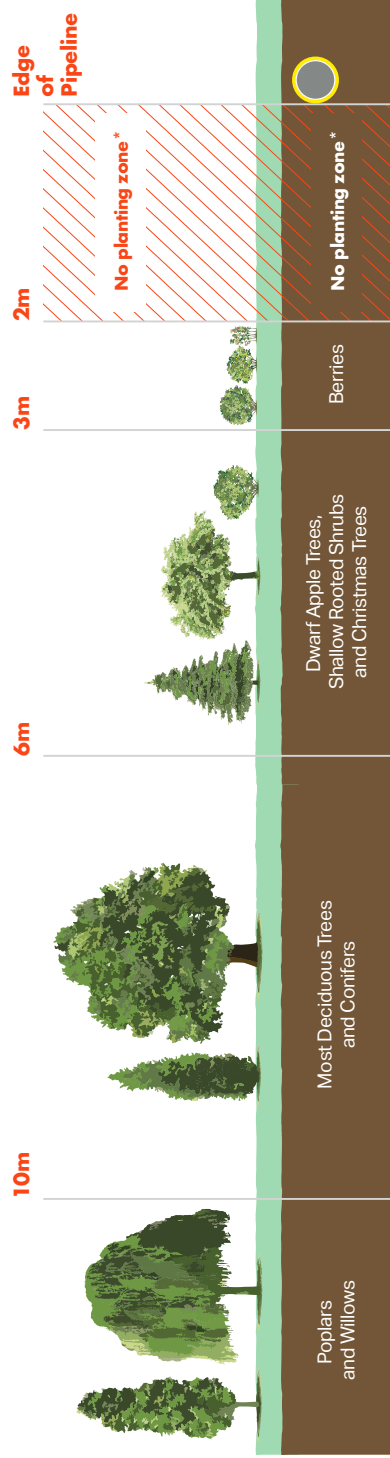 Edge
of
Pipeline
2m
3m
6m
10m
No planting zone*
No planting zone*
Berries
Dwarf Apple Trees,
Shallow Rooted Shrubs
and Christmas Trees
Most Deciduous Trees
and Conifers
Poplars
and Willows